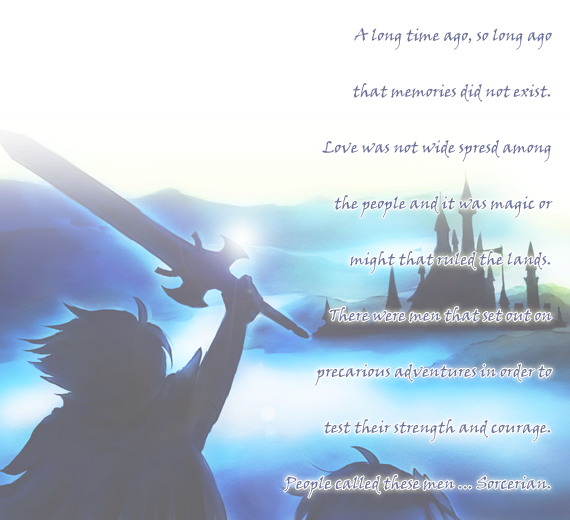 A long time ago, so long ago
that memories did not exist.
Love was not wide spresd among
the people and it was magic or
might that ruled the lands.
There were men that set out on
precarious adventures in order to
test their strength and courage.
People called these men ... Sorcerian.